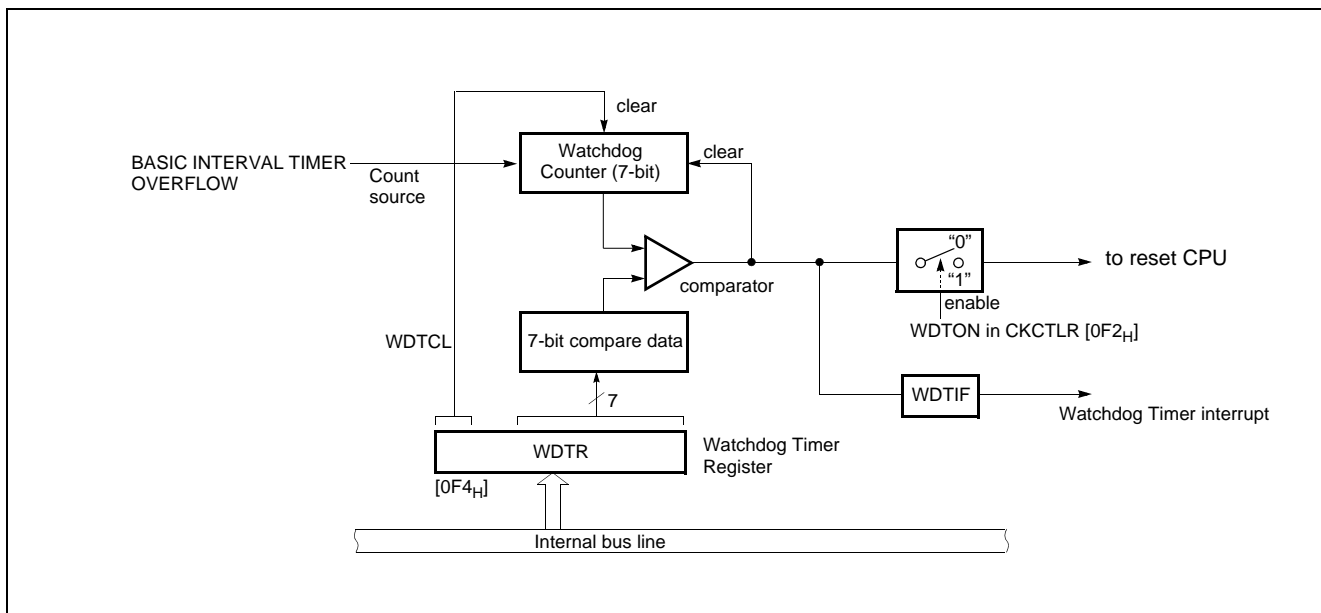 clear
BASIC INTERVAL TIMER
OVERFLOW
Count
source
Watchdog
Counter (7-bit)
clear
comparator
"0"
"1"
enable
to reset CPU
WDTON in CKCTLR [0F2H]
WDTCL
7-bit compare data
7
WDTIF
Watchdog Timer interrupt
WDTR
Watchdog Timer
Register
[0F4H]
Internal bus line